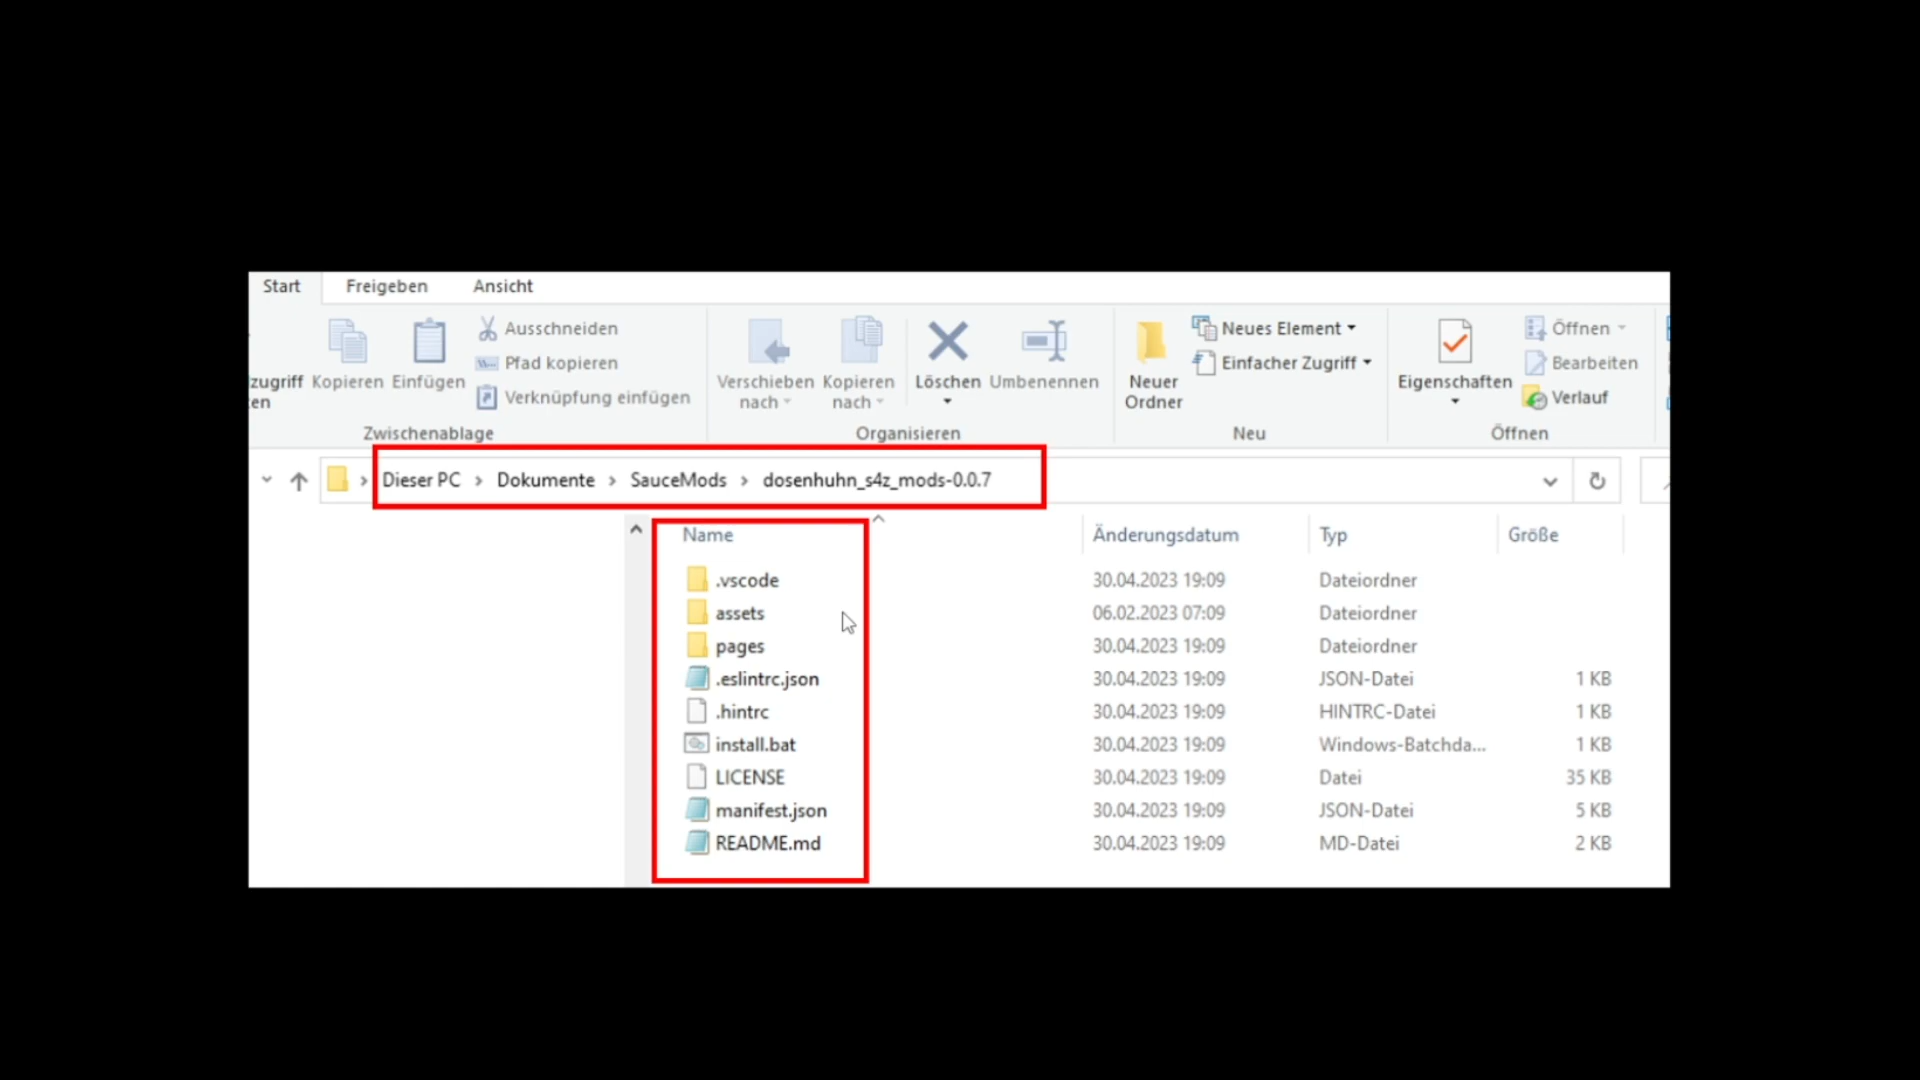 Start Freigeben Ansicht
zugriff
en
Kopieren
Einfügen
Ausschneiden
Pfad kopieren
Verknüpfung einfügen
Zwischenablage
Verschieben
nach
Kopieren
nach
Löschen
Umbenennen
Organisieren
Neuer
Ordner
Neues Element
Einfacher Zugriff
Neu
Eigenschaften
Öffnen
Bearbeiten
Verlauf
Öffnen
Dieser PC > Dokumente > SauceMods > dosenhuhn_s4z_mods-0.0.7
Name Änderungsdatum Typ Größe
.vscode 30.04.2023 19:09 Dateiordner
assets 06.02.2023 07:09 Dateiordner
pages 30.04.2023 19:09 Dateiordner
.eslintrc.json 30.04.2023 19:09 JSON-Datei 1 KB
.hintrc 30.04.2023 19:09 HINTRC-Datei 1 KB
install.bat 30.04.2023 19:09 Windows-Batchda... 1 KB
LICENSE 30.04.2023 19:09 Datei 35 KB
manifest.json 30.04.2023 19:09 JSON-Datei 5 KB
README.md 30.04.2023 19:09 MD-Datei 2 KB